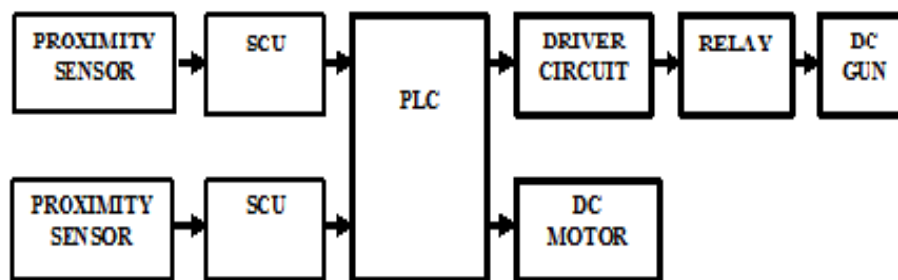 PROXIMITY
SENSOR
SCU
PLC
DRIVER
CIRCUIT
RELAY
DC
GUN
PROXIMITY
SENSOR
SCU
DC
MOTOR